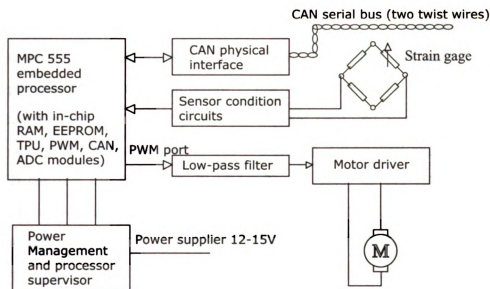 CAN serial bus (two twist wires)
MPC 555
embedded
processor
(with in-chip
RAM, EEPROM,
TPU, PWM, CAN,
ADC modules)
CAN physical
interface
Strain gage
Sensor condition
circuits
PWM port
Low-pass filter
Motor driver
Power
Management
and processor
supervisor
Power supplier 12-15V
M